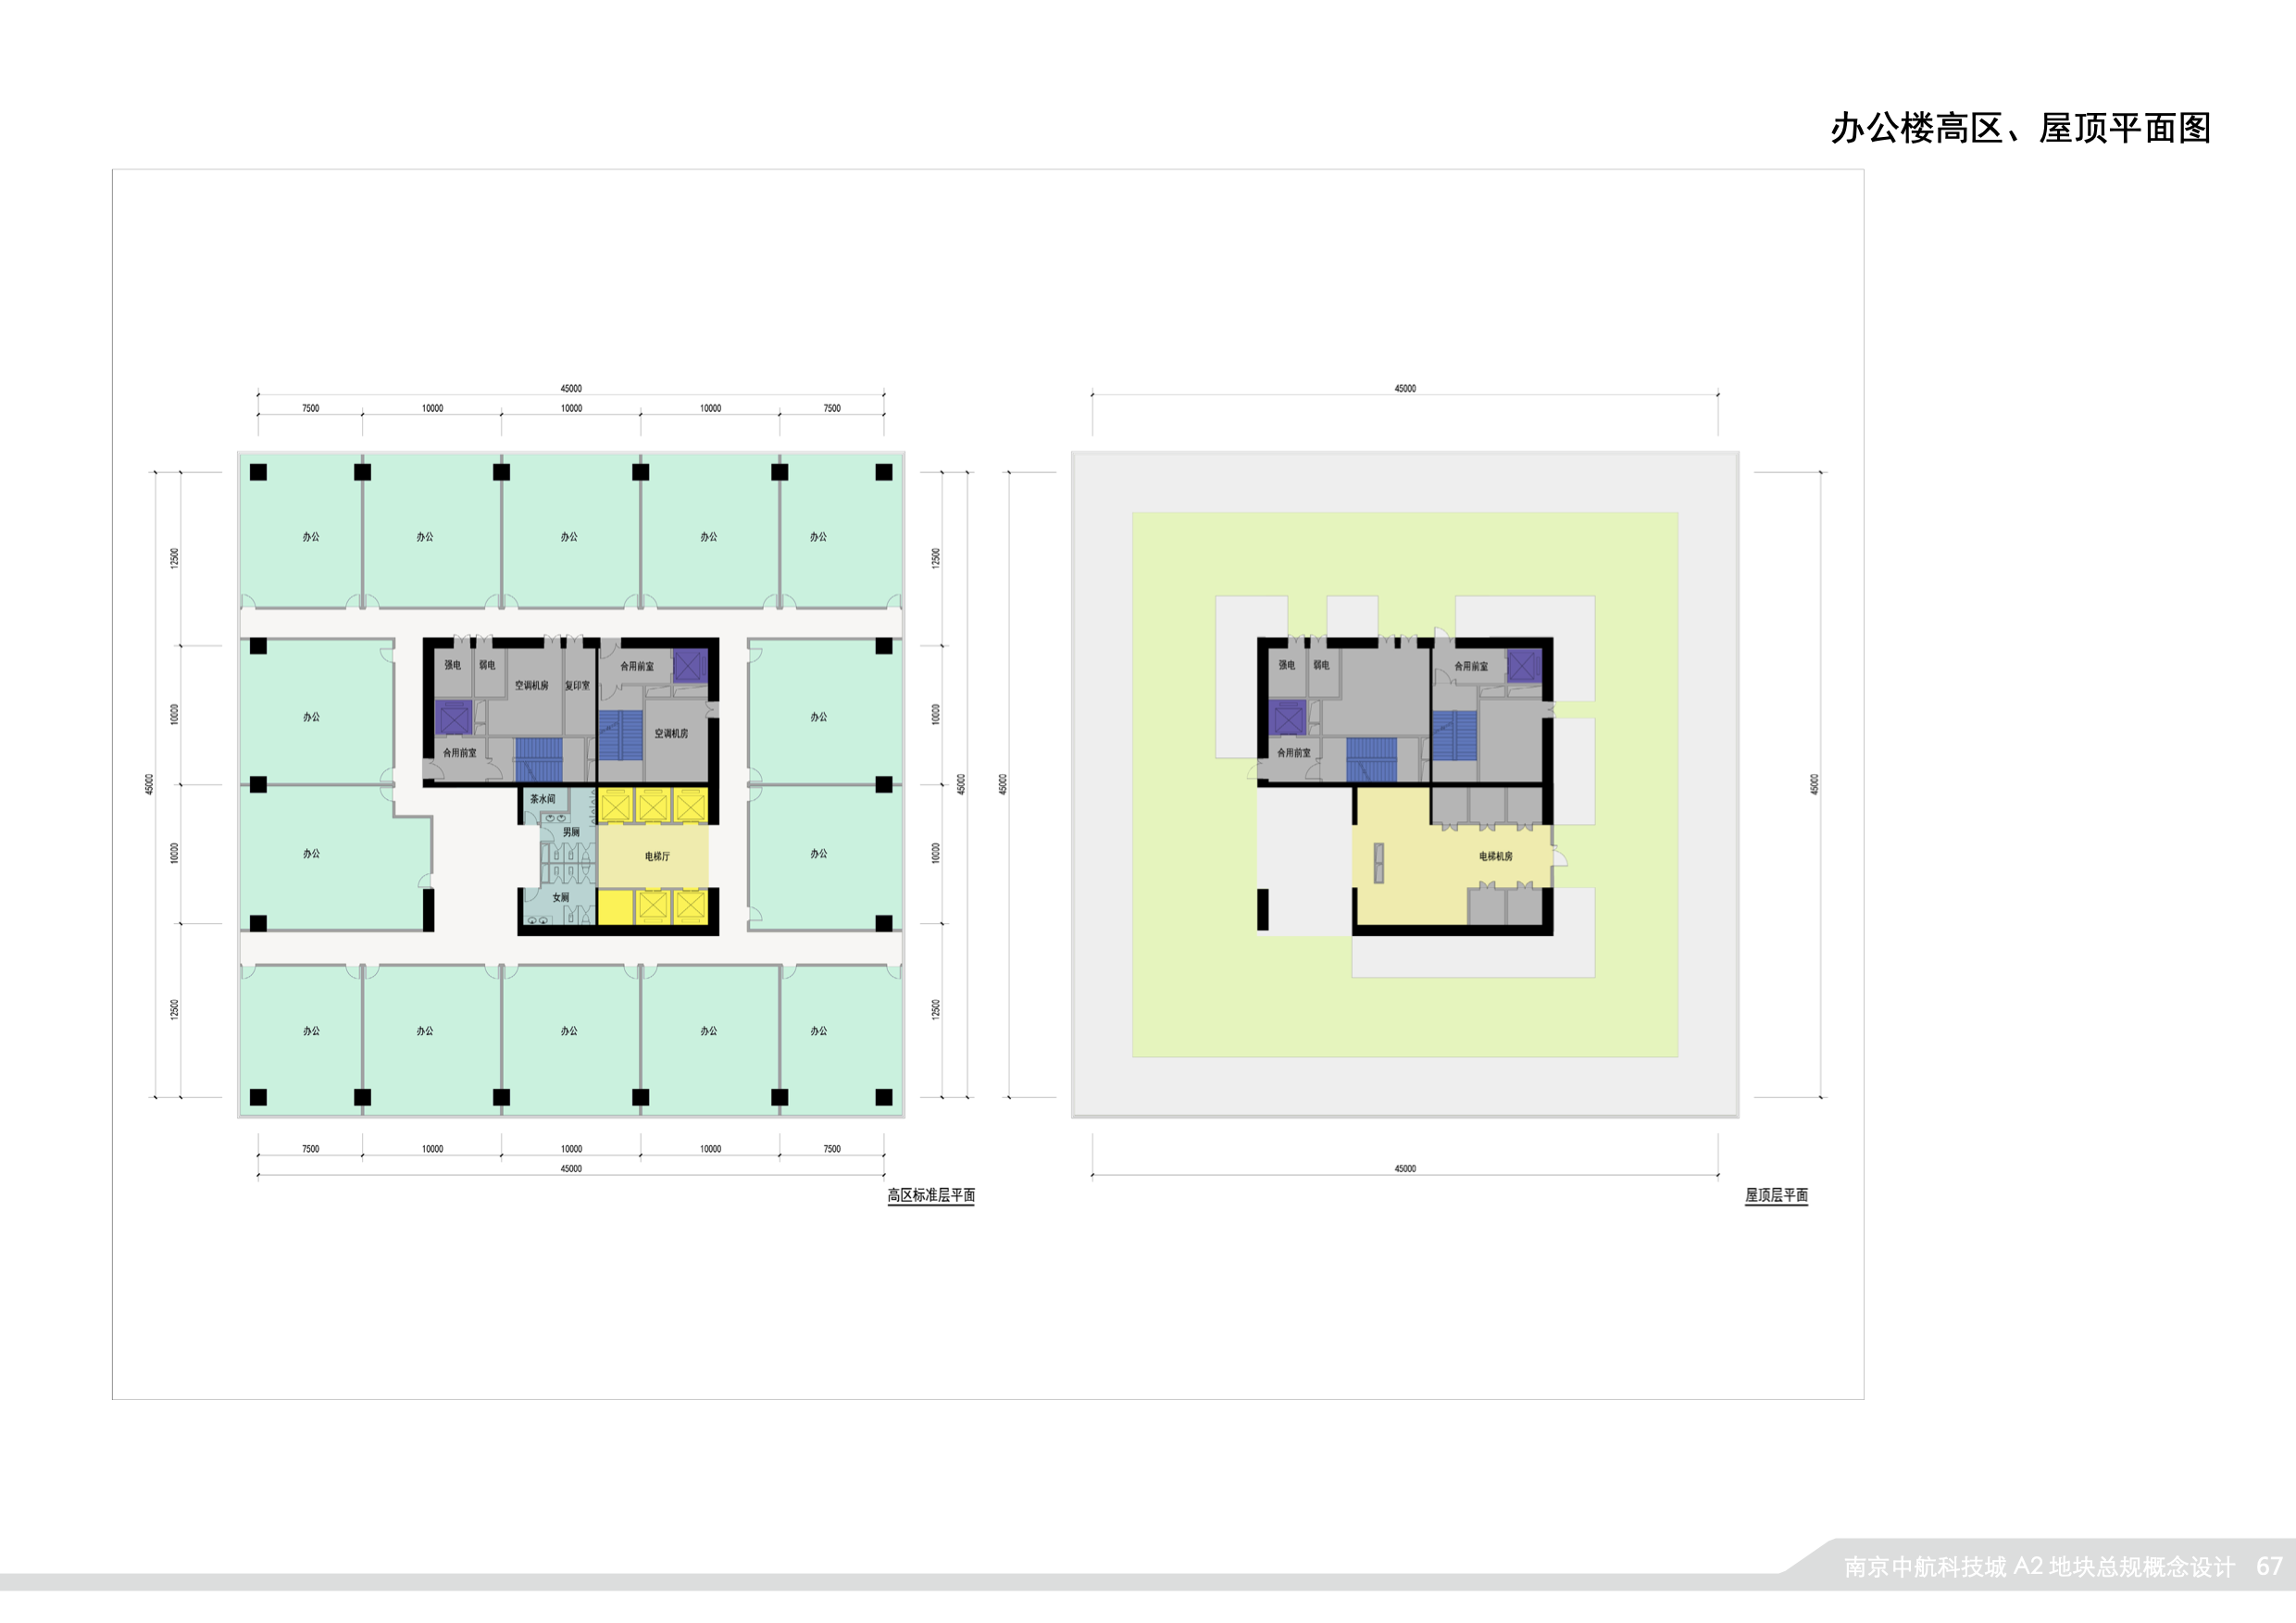 办公楼高区、屋顶平面图
45000
45000
7500 10000 10000 10000 7500
办公 办公 办公 办公 办公
12500 12500
强电 弱电 空调机房 复印室 合用前室
强电 弱电 合用前室
办公 办公
10000 10000
空调机房
合用前室
合用前室
45000 45000 45000 45000
茶水间
男厕
办公 电梯厅 办公
电梯机房
10000 10000
女厕
12500 12500
办公 办公 办公 办公 办公
7500 10000 10000 10000 7500
45000
45000
高区标准层平面
屋顶层平面
南京中航科技城 A2 地块总规概念设计 67